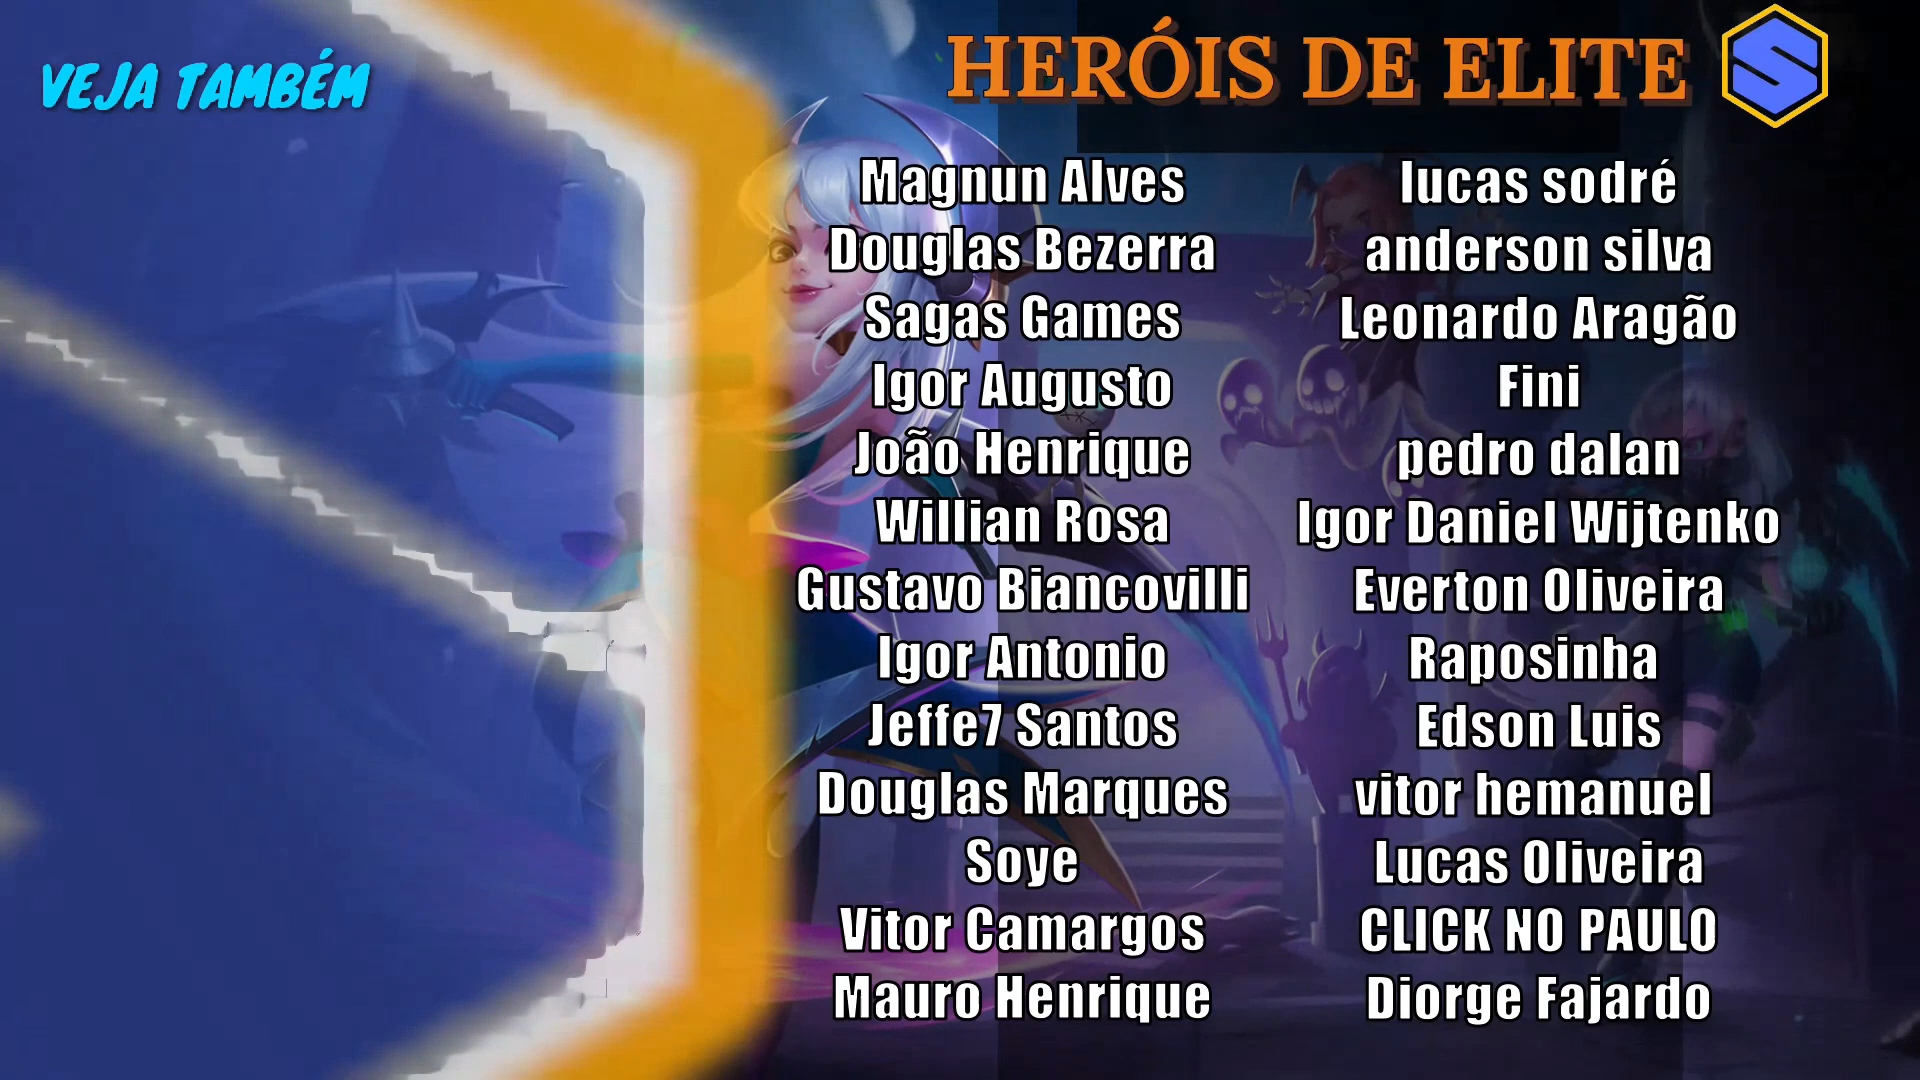 VEJA TAMBÉM
HERÓIS DE ELITE
S
Magnun Alves
Douglas Bezerra
Sagas Games
Igor Augusto
João Henrique
Willian Rosa
Gustavo Biancovilli
Igor Antonio
Jeffe7 Santos
Douglas Marques
Soye
Vitor Camargos
Mauro Henrique
lucas sodré
anderson silva
Leonardo Aragão
Fini
pedro dalan
Igor Daniel Wijtenko
Everton Oliveira
Raposinha
Edson Luis
vitor hemanuel
Lucas Oliveira
CLICK NO PAULO
Diorge Fajardo